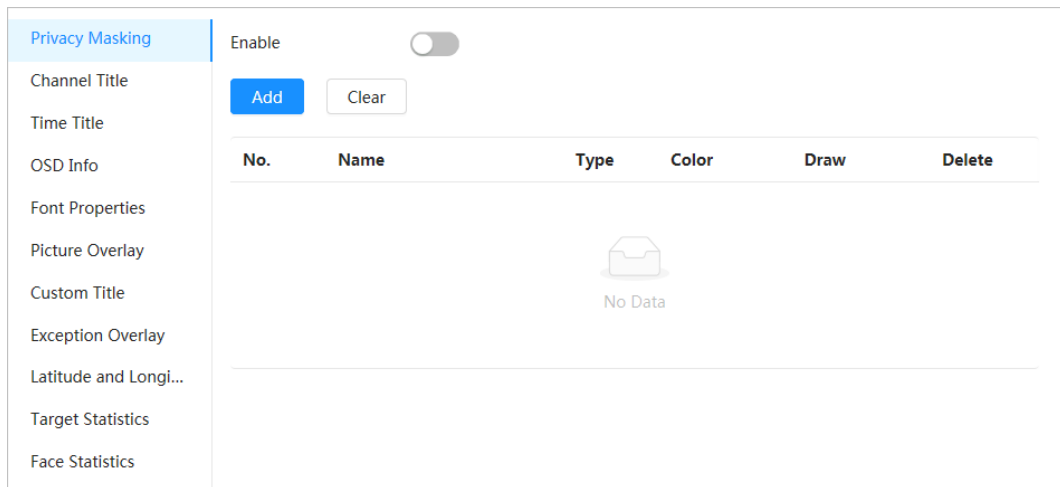 Privacy Masking
Channel Title
Time Title
OSD Info
Font Properties
Picture Overlay
Custom Title
Exception Overlay
Latitude and Longi...
Target Statistics
Face Statistics
Enable
Add Clear
No. Name Type Color Draw Delete
No Data